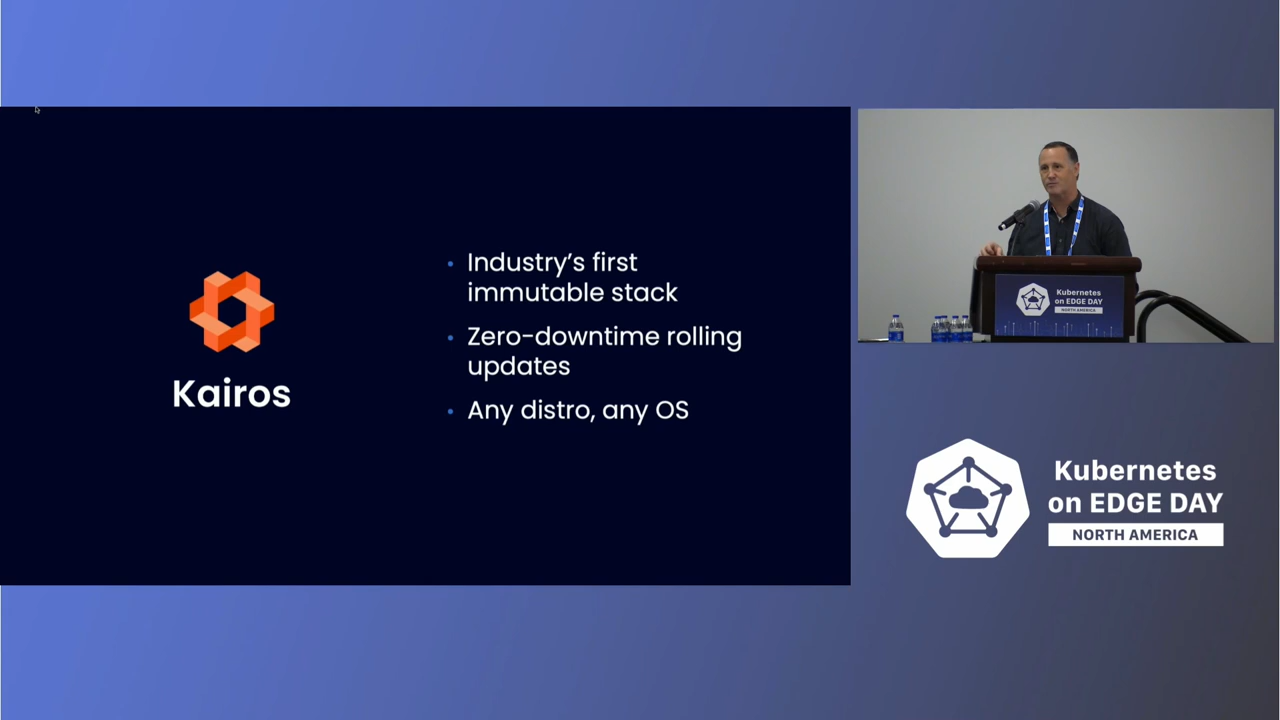 Kairos
• Industry's first
immutable stack
• Zero-downtime rolling
updates
• Any distro, any OS
Kubernetes
on EDGE DAY
NORTH AMERICA
Kubernetes
on EDGE DAY
NORTH AMERICA